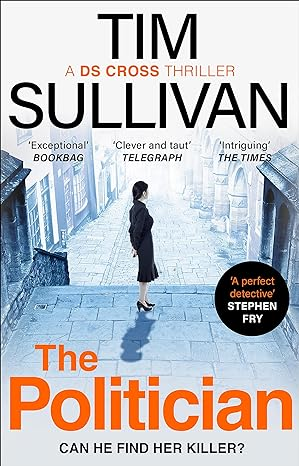 TIM
A DS CROSS THRILLER
SULLIVAN
‘Exceptional’
BOOKBAG
‘Clever and taut’
TELEGRAPH
‘Intriguing’
THE TIMES
‘A perfect
detective’
STEPHEN
FRY
The
Politician
CAN HE FIND HER KILLER?